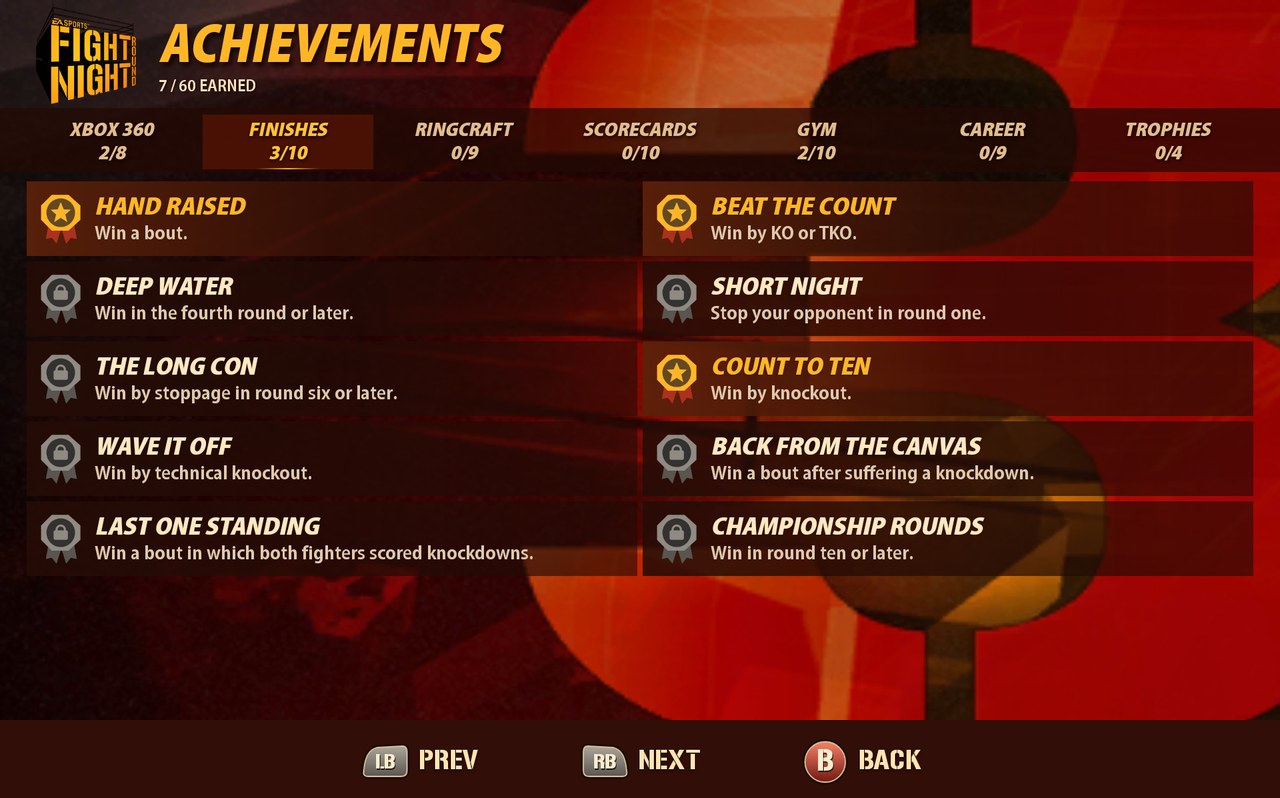 EA SPORTS
FIGHT
NIGHT
ROUND
ACHIEVEMENTS
7 / 60 EARNED
XBOX 360
2/8
FINISHES
3/10
RINGCRAFT
0/9
SCORECARDS
0/10
GYM
2/10
CAREER
0/9
TROPHIES
0/4
HAND RAISED
Win a bout.
BEAT THE COUNT
Win by KO or TKO.
DEEP WATER
Win in the fourth round or later.
SHORT NIGHT
Stop your opponent in round one.
THE LONG CON
Win by stoppage in round six or later.
COUNT TO TEN
Win by knockout.
WAVE IT OFF
Win by technical knockout.
BACK FROM THE CANVAS
Win a bout after suffering a knockdown.
LAST ONE STANDING
Win a bout in which both fighters scored knockdowns.
CHAMPIONSHIP ROUNDS
Win in round ten or later.
LB PREV
RB NEXT
B BACK